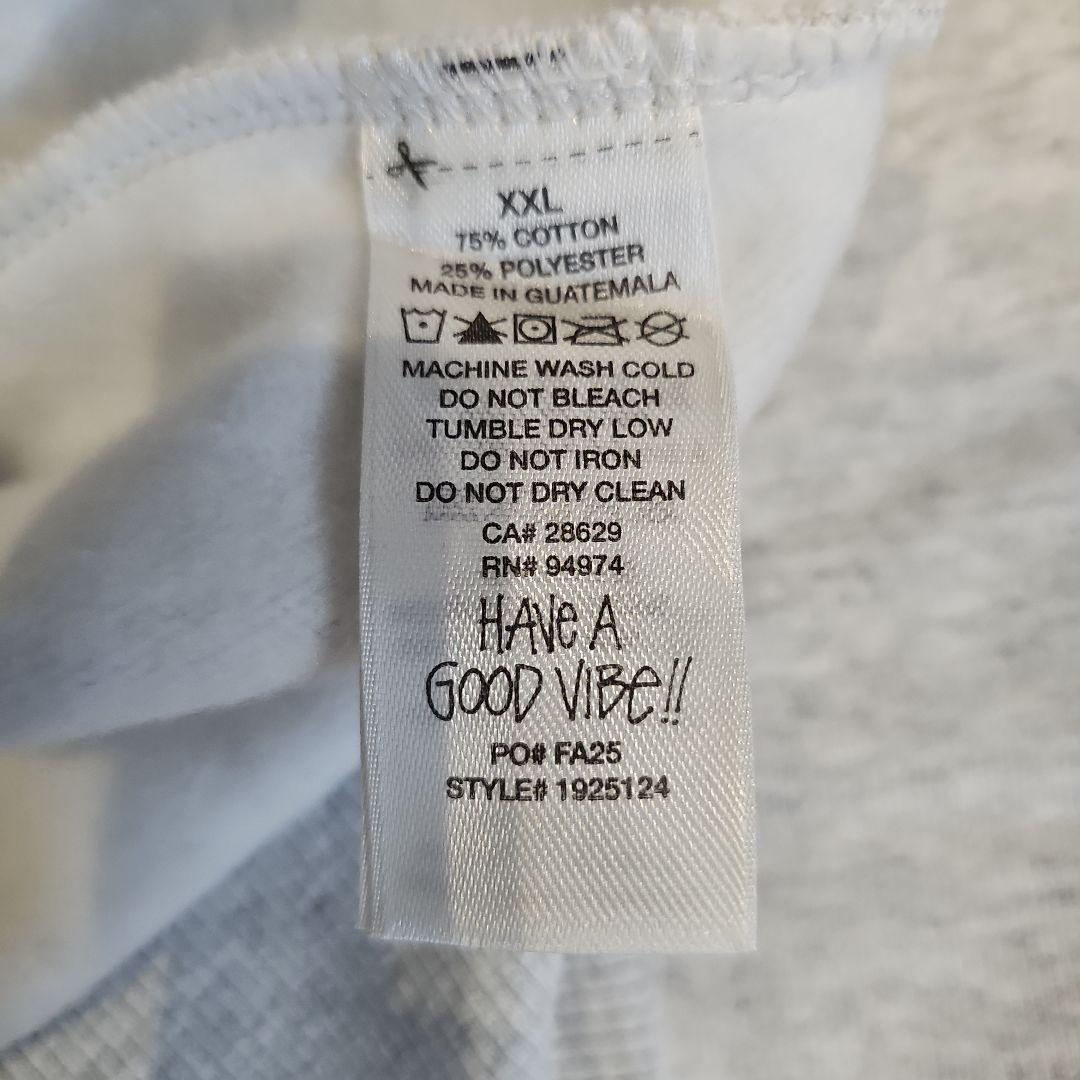 XXL
75% COTTON
25% POLYESTER
MADE IN GUATEMALA
MACHINE WASH COLD
DO NOT BLEACH
TUMBLE DRY LOW
DO NOT IRON
DO NOT DRY CLEAN
CA# 28629
RN# 94974
HAVe A
GOOD VIBe!!
PO# FA25
STYLE# 1925124